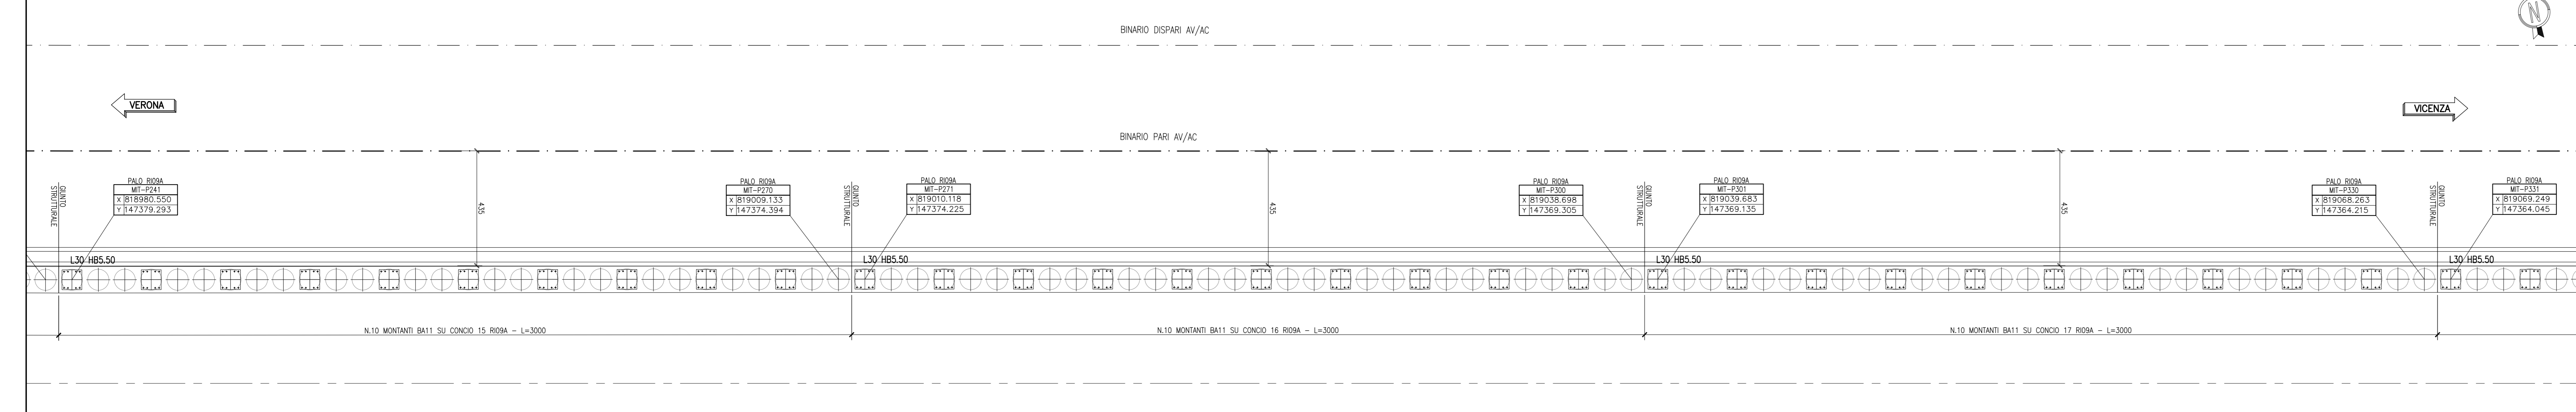 BINARIO DISPARI AV/AC
N
VERONA
VICENZA
BINARIO PARI AV/AC
GIUNTO
STRUTTURALE
PALO RI09A
MIT-P241
X 818980.550
Y 147379.293
435
PALO RI09A
MIT-P270
X 819009.133
Y 147374.394
GIUNTO
STRUTTURALE
PALO RI09A
MIT-P271
X 819010.118
Y 147374.225
435
PALO RI09A
MIT-P300
X 819038.698
Y 147369.305
GIUNTO
STRUTTURALE
PALO RI09A
MIT-P301
X 819039.683
Y 147369.135
435
PALO RI09A
MIT-P330
X 819068.263
Y 147364.215
GIUNTO
STRUTTURALE
PALO RI09A
MIT-P331
X 819069.249
Y 147364.045
L30 HB5.50
L30 HB5.50
L30 HB5.50
L30 HB5.50
N.10 MONTANTI BA11 SU CONCIO 15 RI09A - L=3000
N.10 MONTANTI BA11 SU CONCIO 16 RI09A - L=3000
N.10 MONTANTI BA11 SU CONCIO 17 RI09A - L=3000